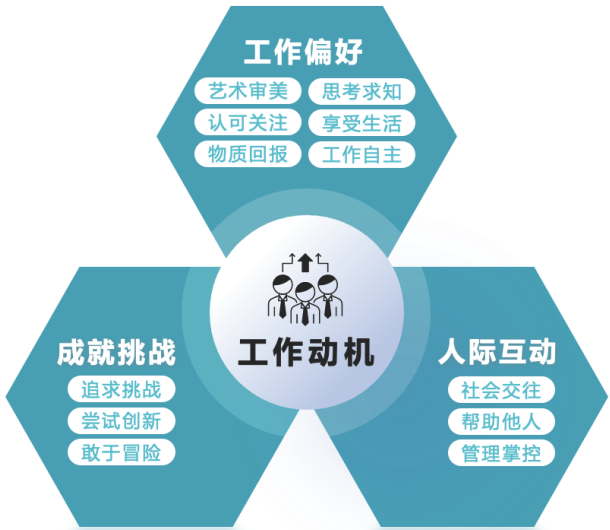 工作偏好
艺术审美 思考求知
认可关注 享受生活
物质回报 工作自主
工作动机
成就挑战
追求挑战
尝试创新
敢于冒险
人际互动
社会交往
帮助他人
管理掌控